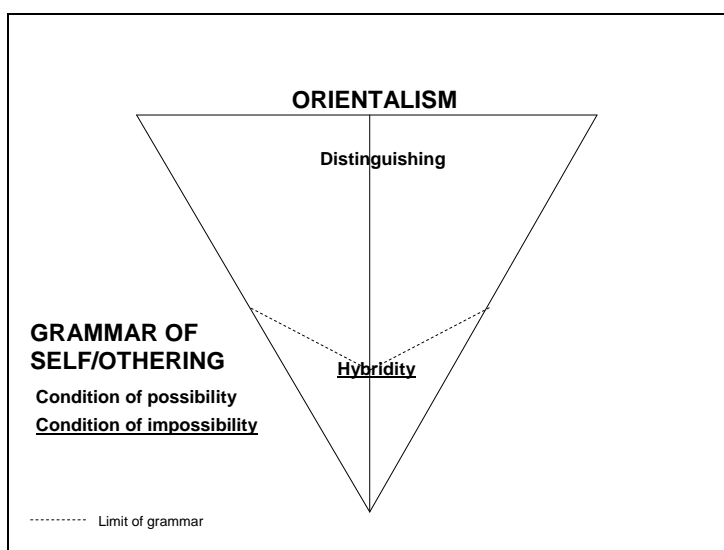 ORIENTALISM
Distinguishing
GRAMMAR OF
SELF/OTHERING
Hybridity
Condition of possibility
Condition of impossibility
Limit of grammar